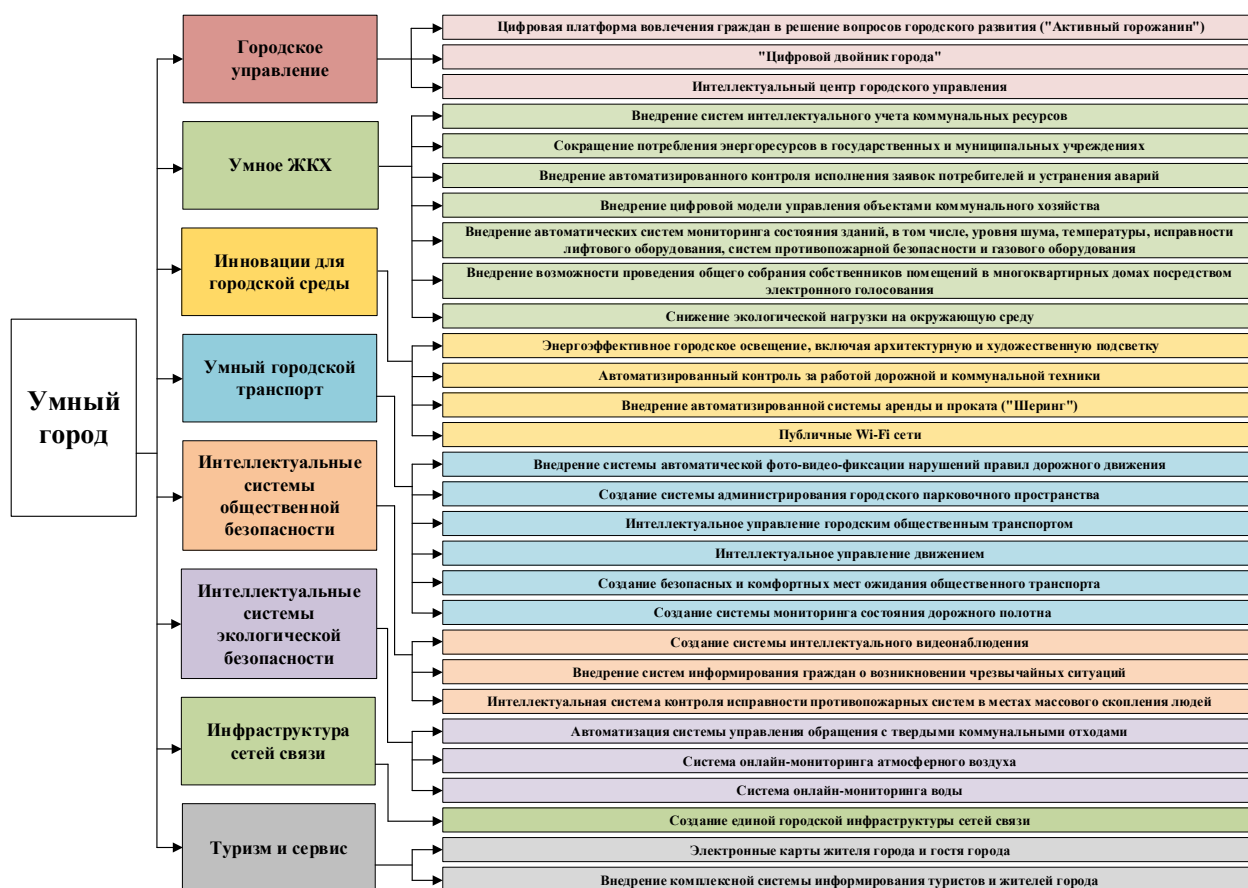 Умный
город
Городское
управление
Цифровая платформа вовлечения граждан в решение вопросов городского развития ("Активный горожанин")
"Цифровой двойник города"
Интеллектуальный центр городского управления
Умное ЖКХ
Внедрение систем интеллектуального учета коммунальных ресурсов
Сокращение потребления энергоресурсов в государственных и муниципальных учреждениях
Внедрение автоматизированного контроля исполнения заявок потребителей и устранения аварий
Внедрение цифровой модели управления объектами коммунального хозяйства
Внедрение автоматических систем мониторинга состояния зданий, в том числе, уровня шума, температуры, исправности
лифтового оборудования, систем противопожарной безопасности и газового оборудования
Внедрение возможности проведения общего собрания собственников помещений в многоквартирных домах посредством
электронного голосования
Снижение экологической нагрузки на окружающую среду
Инновации для
городской среды
Энергоэффективное городское освещение, включая архитектурную и художественную подсветку
Автоматизированный контроль за работой дорожной и коммунальной техники
Внедрение автоматизированной системы аренды и проката ("Шеринг")
Публичные Wi-Fi сети
Умный городской
транспорт
Внедрение системы автоматической фото-видео-фиксации нарушений правил дорожного движения
Создание системы администрирования городского парковочного пространства
Интеллектуальное управление городским общественным транспортом
Интеллектуальное управление движением
Создание безопасных и комфортных мест ожидания общественного транспорта
Создание системы мониторинга состояния дорожного полотна
Интеллектуальные
системы
общественной
безопасности
Создание системы интеллектуального видеонаблюдения
Внедрение систем информирования граждан о возникновении чрезвычайных ситуаций
Интеллектуальная система контроля исправности противопожарных систем в местах массового скопления людей
Интеллектуальные
системы
экологической
безопасности
Автоматизация системы управления обращения с твердыми коммунальными отходами
Система онлайн-мониторинга атмосферного воздуха
Система онлайн-мониторинга воды
Инфраструктура
сетей связи
Создание единой городской инфраструктуры сетей связи
Туризм и сервис
Электронные карты жителя города и гостя города
Внедрение комплексной системы информирования туристов и жителей города